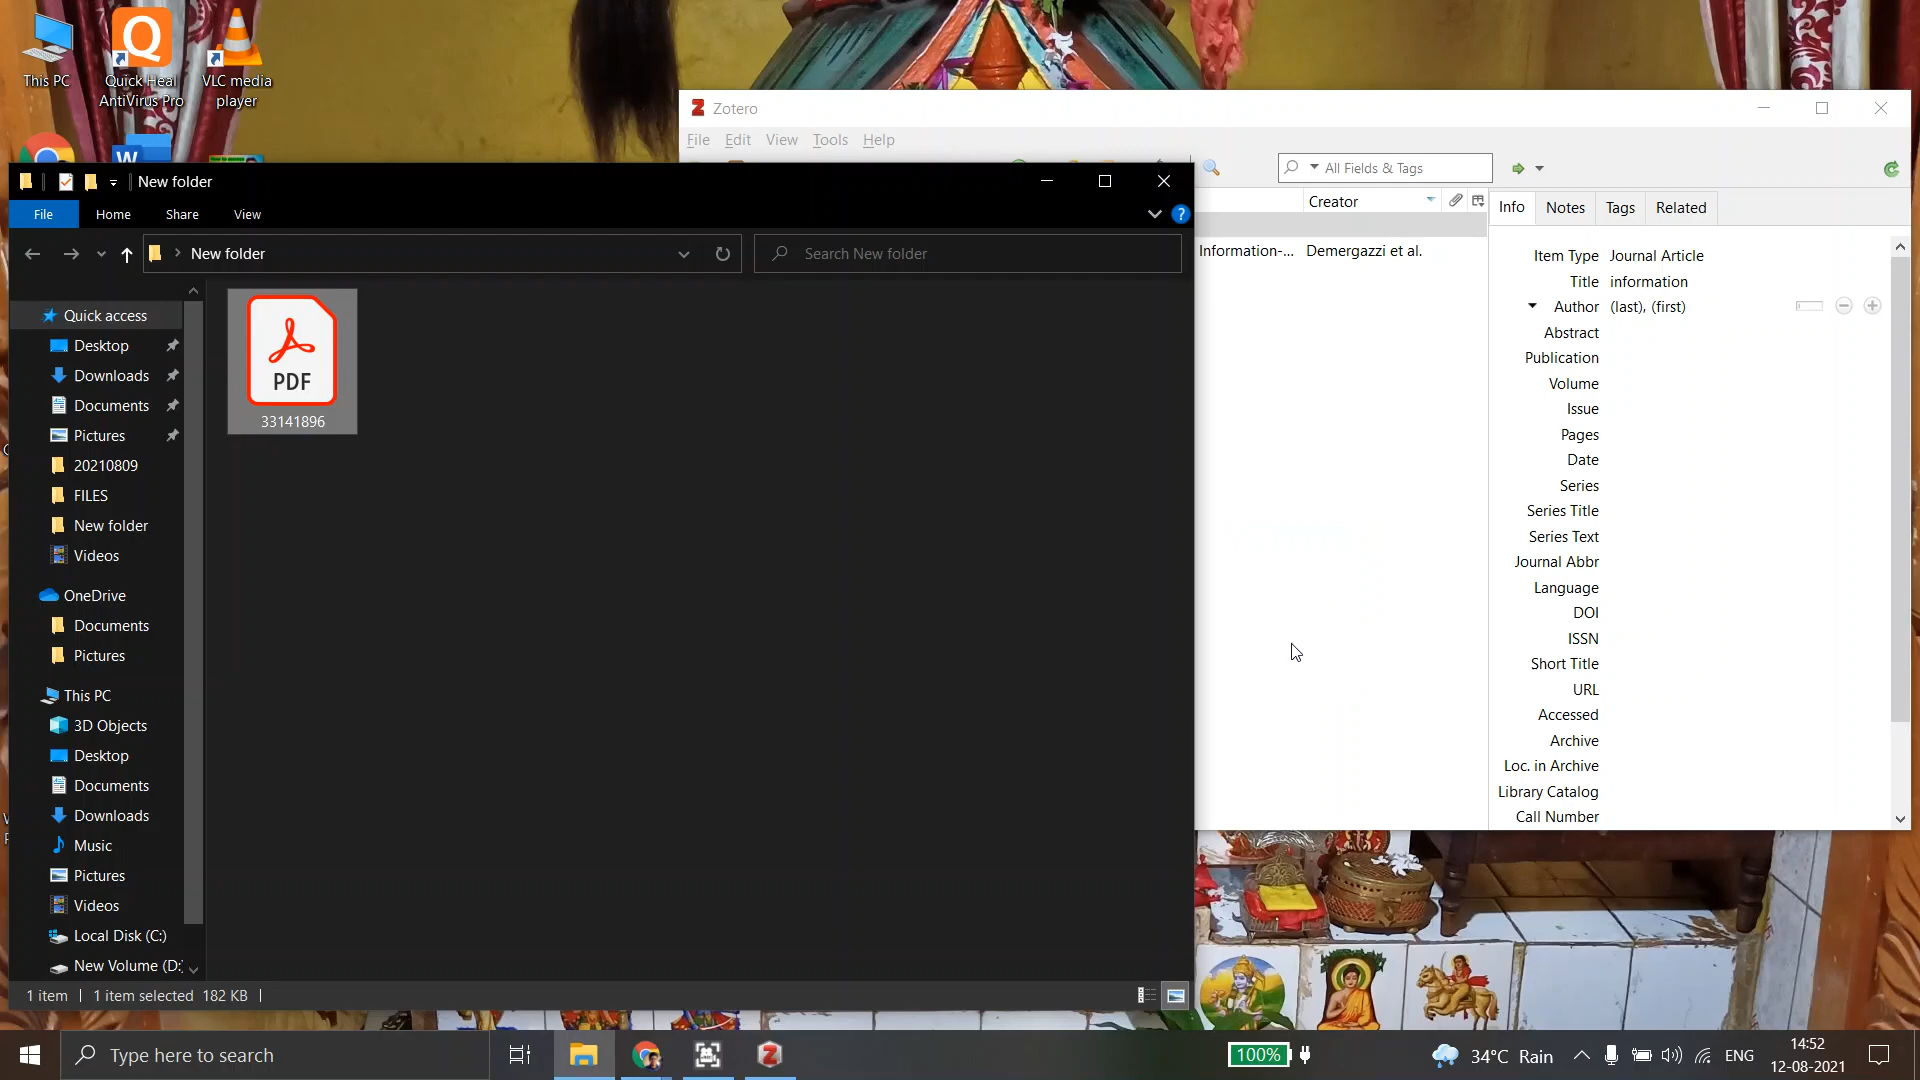 This PC
Quick Heal
AntiVirus Pro
VLC media
player
Zotero
File Edit View Tools Help
All Fields & Tags
New folder
File Home Share View
New folder
Search New folder
Quick access
Desktop
Downloads
Documents
Pictures
20210809
FILES
New folder
Videos
OneDrive
Documents
Pictures
This PC
3D Objects
Desktop
Documents
Downloads
Music
Pictures
Videos
Local Disk (C:)
New Volume (D:
PDF
33141896
1 item 1 item selected 182 KB
Creator
Information-... Demergazzi et al.
Info Notes Tags Related
Item Type Journal Article
Title information
Author (last), (first)
Abstract
Publication
Volume
Issue
Pages
Date
Series
Series Title
Series Text
Journal Abbr
Language
DOI
ISSN
Short Title
URL
Accessed
Archive
Loc. in Archive
Library Catalog
Call Number
Type here to search
100%
34°C Rain
ENG
14:52
12-08-2021